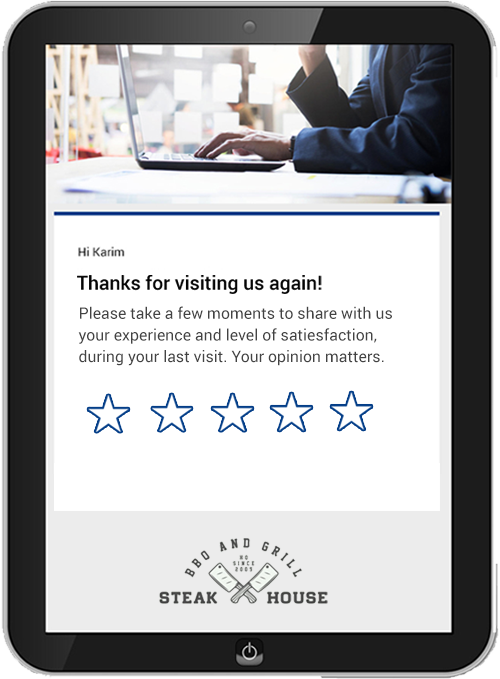 Hi Karim
Thanks for visiting us again!
Please take a few moments to share with us
your experience and level of satiesfaction,
during your last visit. Your opinion matters.
BBQ AND GRILL
SINCE
2009
STEAK HOUSE